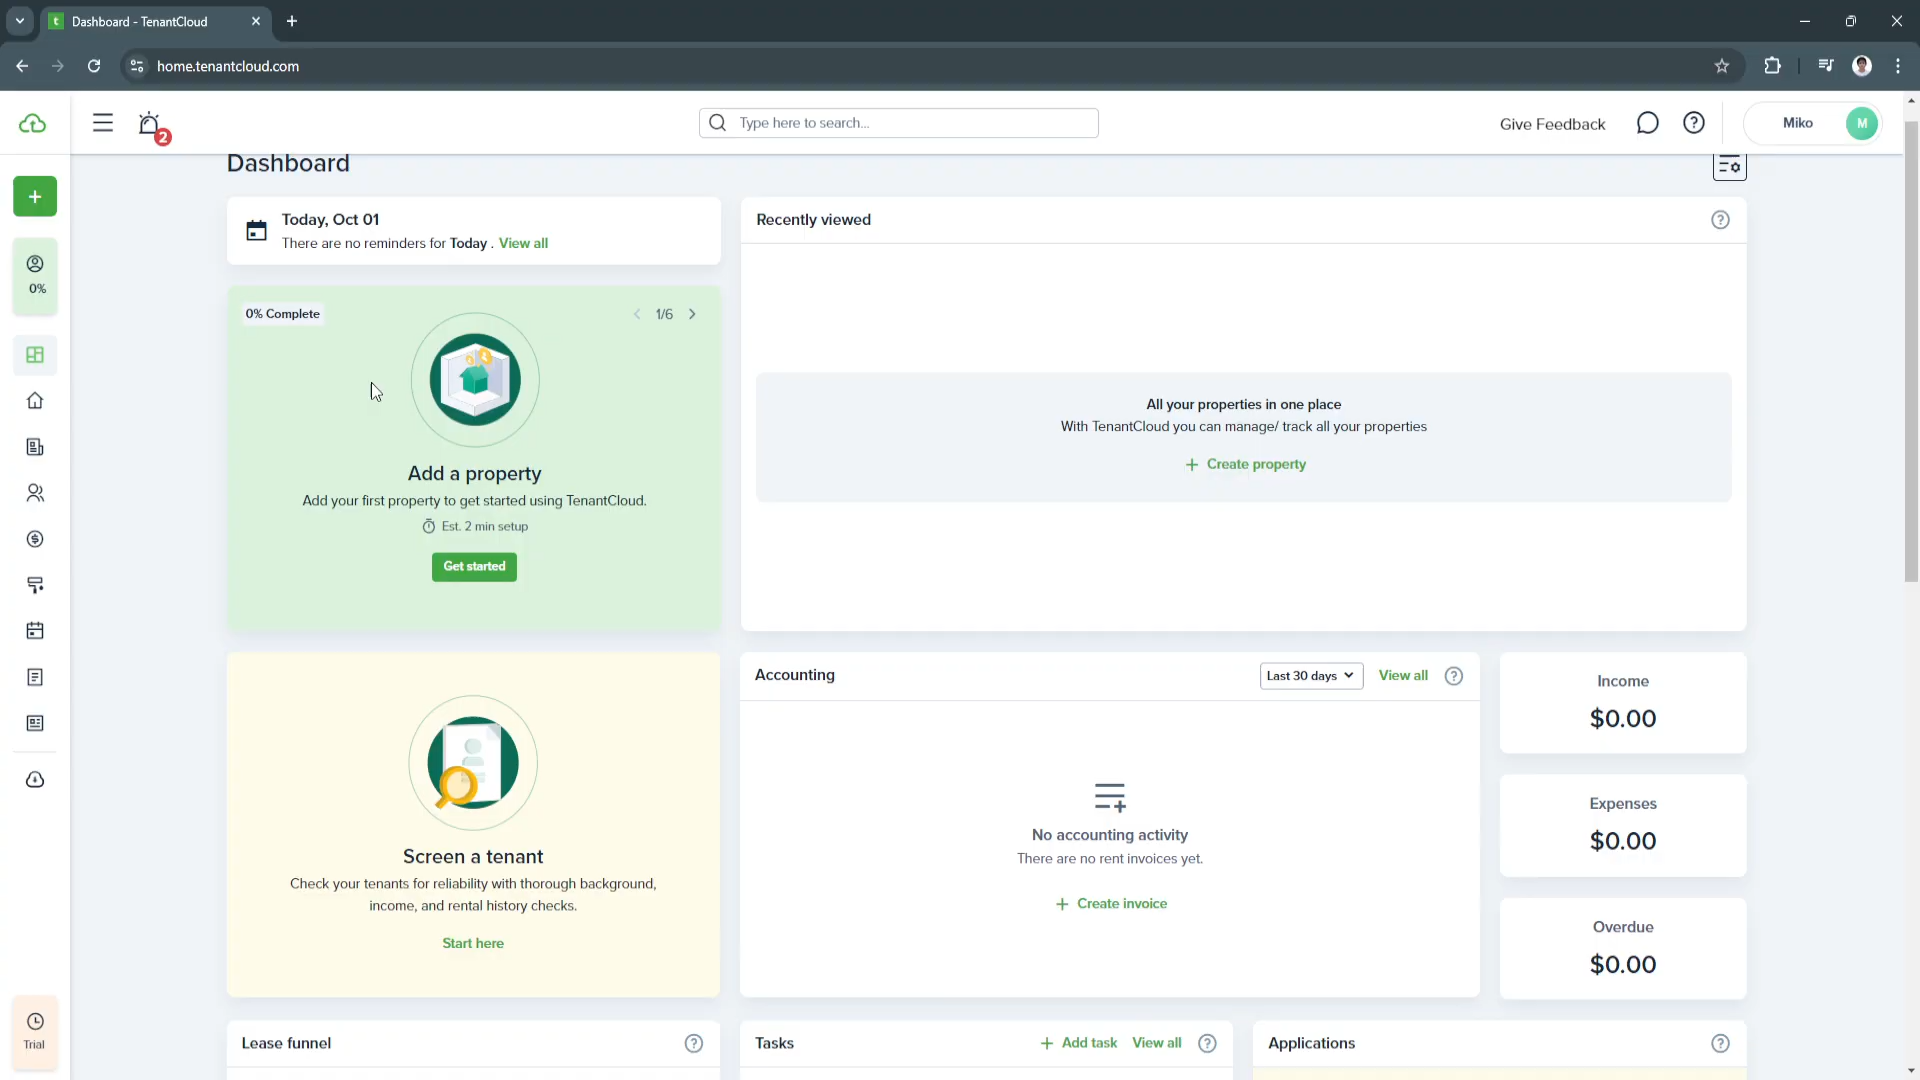 Dashboard - TenantCloud
home.tenantcloud.com
2
Type here to search...
Give Feedback
Miko
M
Dashboard
Today, Oct 01
There are no reminders for Today . View all
Recently viewed
0%
0% Complete
1/6
Add a property
Add your first property to get started using TenantCloud.
Est. 2 min setup
Get started
All your properties in one place
With TenantCloud you can manage/ track all your properties
+ Create property
Screen a tenant
Check your tenants for reliability with thorough background,
income, and rental history checks.
Start here
Accounting
Last 30 days
View all
No accounting activity
There are no rent invoices yet.
+ Create invoice
Income
$0.00
Expenses
$0.00
Overdue
$0.00
Trial
Lease funnel
Tasks
+ Add task
View all
Applications